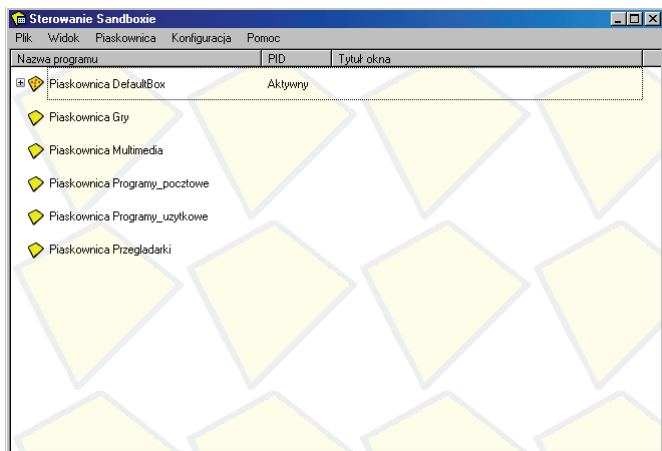 Sterowanie Sandboxie
Plik Widok Piaskownica Konfiguracja Pomoc
Nazwa programu PID Tytuł okna
Piaskownica DefaultBox Aktywny
Piaskownica Gry
Piaskownica Multimedia
Piaskownica Programy_pocztowe
Piaskownica Programy_uzytkowe
Piaskownica Przegladarki